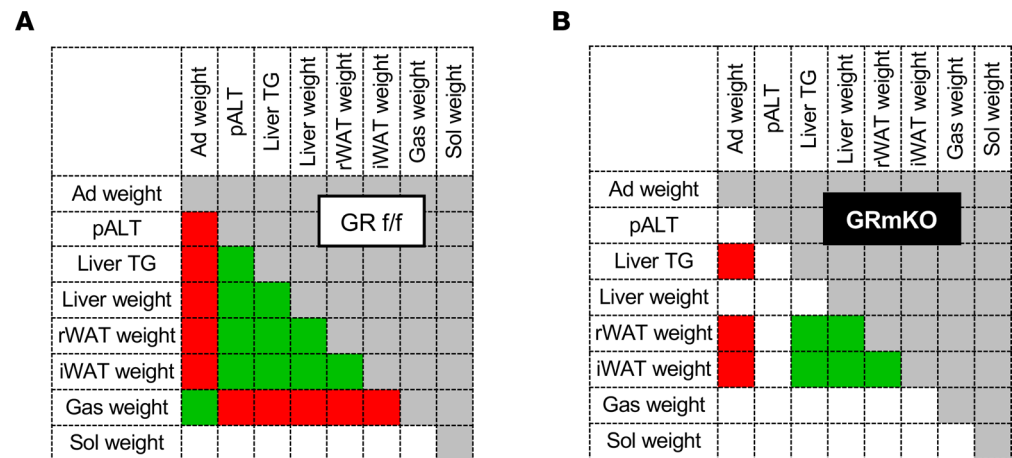 A
Ad weight
pALT
Liver TG
Liver weight
rWAT weight
iWAT weight
Gas weight
Sol weight
Ad weight
pALT
Liver TG
Liver weight
rWAT weight
iWAT weight
Gas weight
Sol weight
GR f/f
B
Ad weight
pALT
Liver TG
Liver weight
rWAT weight
iWAT weight
Gas weight
Sol weight
Ad weight
pALT
Liver TG
Liver weight
rWAT weight
iWAT weight
Gas weight
Sol weight
GRmKO